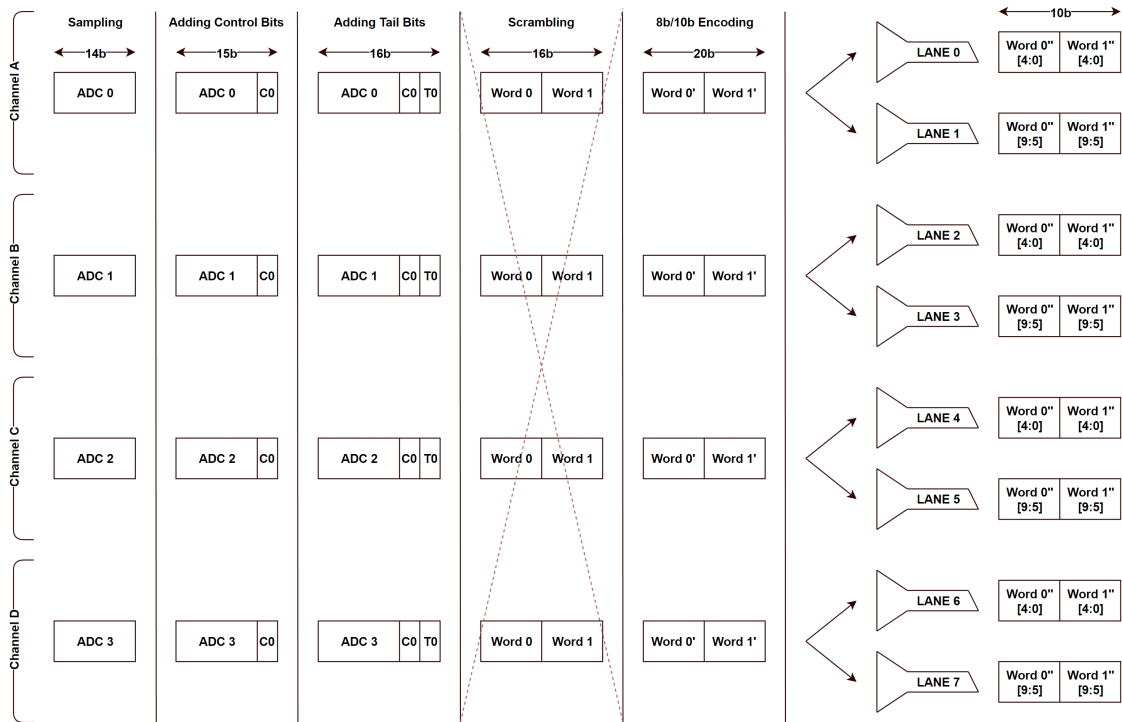 Sampling
Adding Control Bits
Adding Tail Bits
Scrambling
8b/10b Encoding
10b
14b
15b
16b
16b
20b
Channel A
ADC 0
ADC 0 C0
ADC 0 C0 T0
Word 0 Word 1
Word 0' Word 1'
LANE 0
Word 0" [4:0]
Word 1" [4:0]
LANE 1
Word 0" [9:5]
Word 1" [9:5]
Channel B
ADC 1
ADC 1 C0
ADC 1 C0 T0
Word 0 Word 1
Word 0' Word 1'
LANE 2
Word 0" [4:0]
Word 1" [4:0]
LANE 3
Word 0" [9:5]
Word 1" [9:5]
Channel C
ADC 2
ADC 2 C0
ADC 2 C0 T0
Word 0 Word 1
Word 0' Word 1'
LANE 4
Word 0" [4:0]
Word 1" [4:0]
LANE 5
Word 0" [9:5]
Word 1" [9:5]
Channel D
ADC 3
ADC 3 C0
ADC 3 C0 T0
Word 0 Word 1
Word 0' Word 1'
LANE 6
Word 0" [4:0]
Word 1" [4:0]
LANE 7
Word 0" [9:5]
Word 1" [9:5]